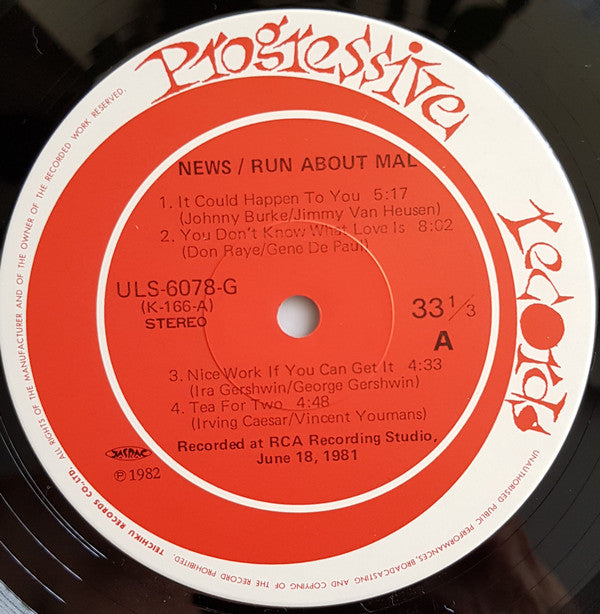 Progressive
records
NEWS / RUN ABOUT MAL
1. It Could Happen To You 5:17
(Johnny Burke/Jimmy Van Heusen)
2. You Don't Know What Love Is 8:02
(Don Raye/Gene De Paul)
ULS-6078-G
(K-166-A)
STEREO
33 1/3
A
3. Nice Work If You Can Get It 4:33
(Ira Gershwin/George Gershwin)
4. Tea For Two 4:48
(Irving Caesar/Vincent Youmans)
Recorded at RCA Recording Studio,
June 18, 1981
JASRAC
℗1982
TEICHIKU RECORDS CO., LTD. ALL RIGHTS OF THE MANUFACTURER AND OF THE OWNER OF THE RECORDED WORK RESERVED.
UNAUTHORISED PUBLIC PERFORMANCES, BROADCASTING AND COPYING OF THE RECORD PROHIBITED.